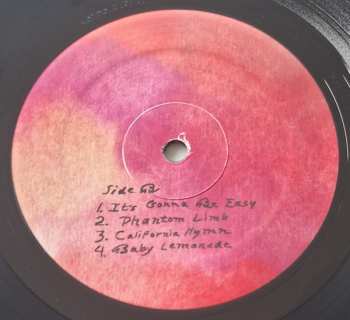 Side B
1. It's Gonna Be Easy
2. Phantom Limb
3. California Hymn
4. Baby Lemonade